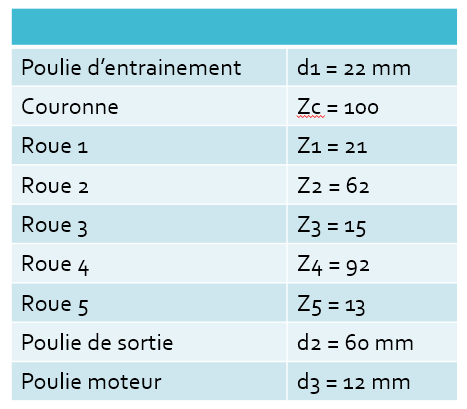 Poulie d’entrainement d1 = 22 mm
Couronne Zc = 100
Roue 1 Z1 = 21
Roue 2 Z2 = 62
Roue 3 Z3 = 15
Roue 4 Z4 = 92
Roue 5 Z5 = 13
Poulie de sortie d2 = 60 mm
Poulie moteur d3 = 12 mm